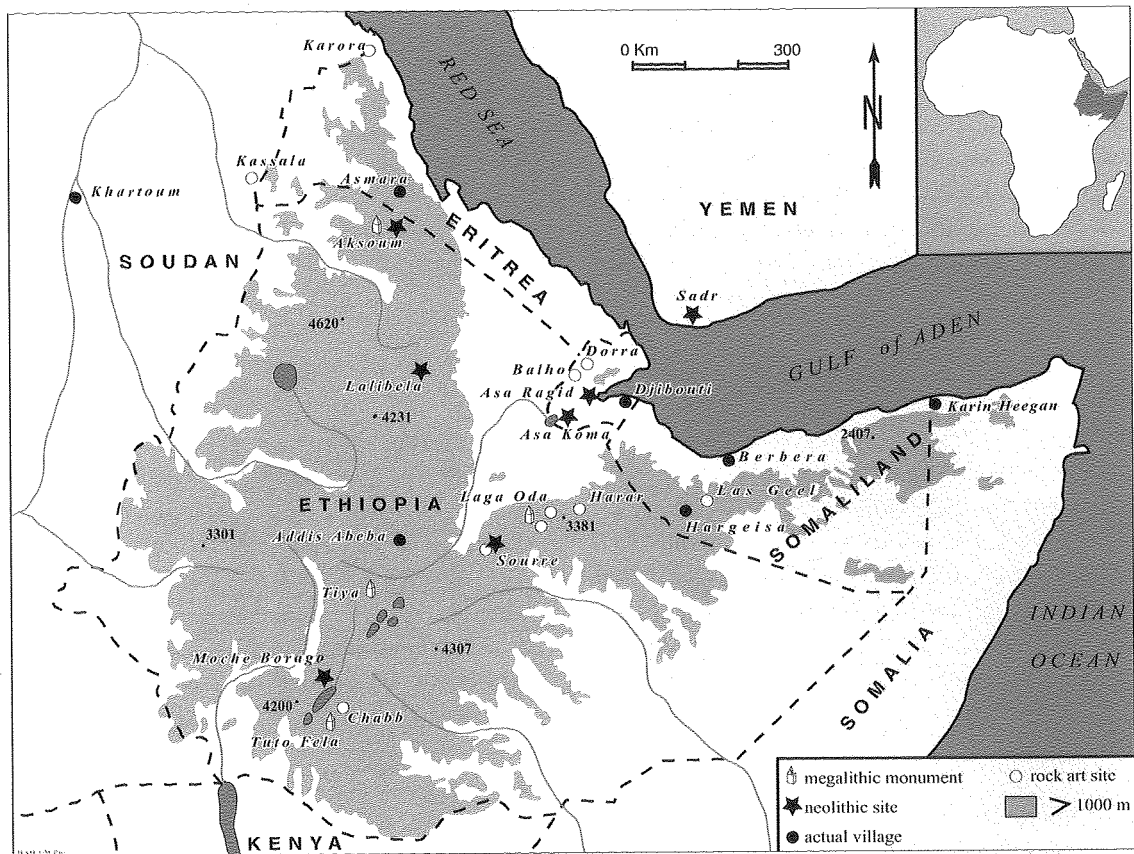 Karora
0 Km 300
RED SEA
N
Kassala
Khartoum
Asmara
YEMEN
Aksoum
ERITREA
SOUDAN
Sadr
4620
GULF of ADEN
Dorra
Balho
Lalibela
Asa Ragid
Djibouti
4231
Karin Heegan
Asa Koma
2407
Berbera
Laga Oda
Harar
Las Geel
ETHIOPIA
3381
Hargeisa
SOMALILAND
3301
Addis Abeba
Sourre
Tiya
INDIAN
OCEAN
4307
SOMALIA
Moche Borago
4200
Chabb
Tuto Fela
megalithic monument
rock art site
neolithic site
> 1000 m
actual village
KENYA